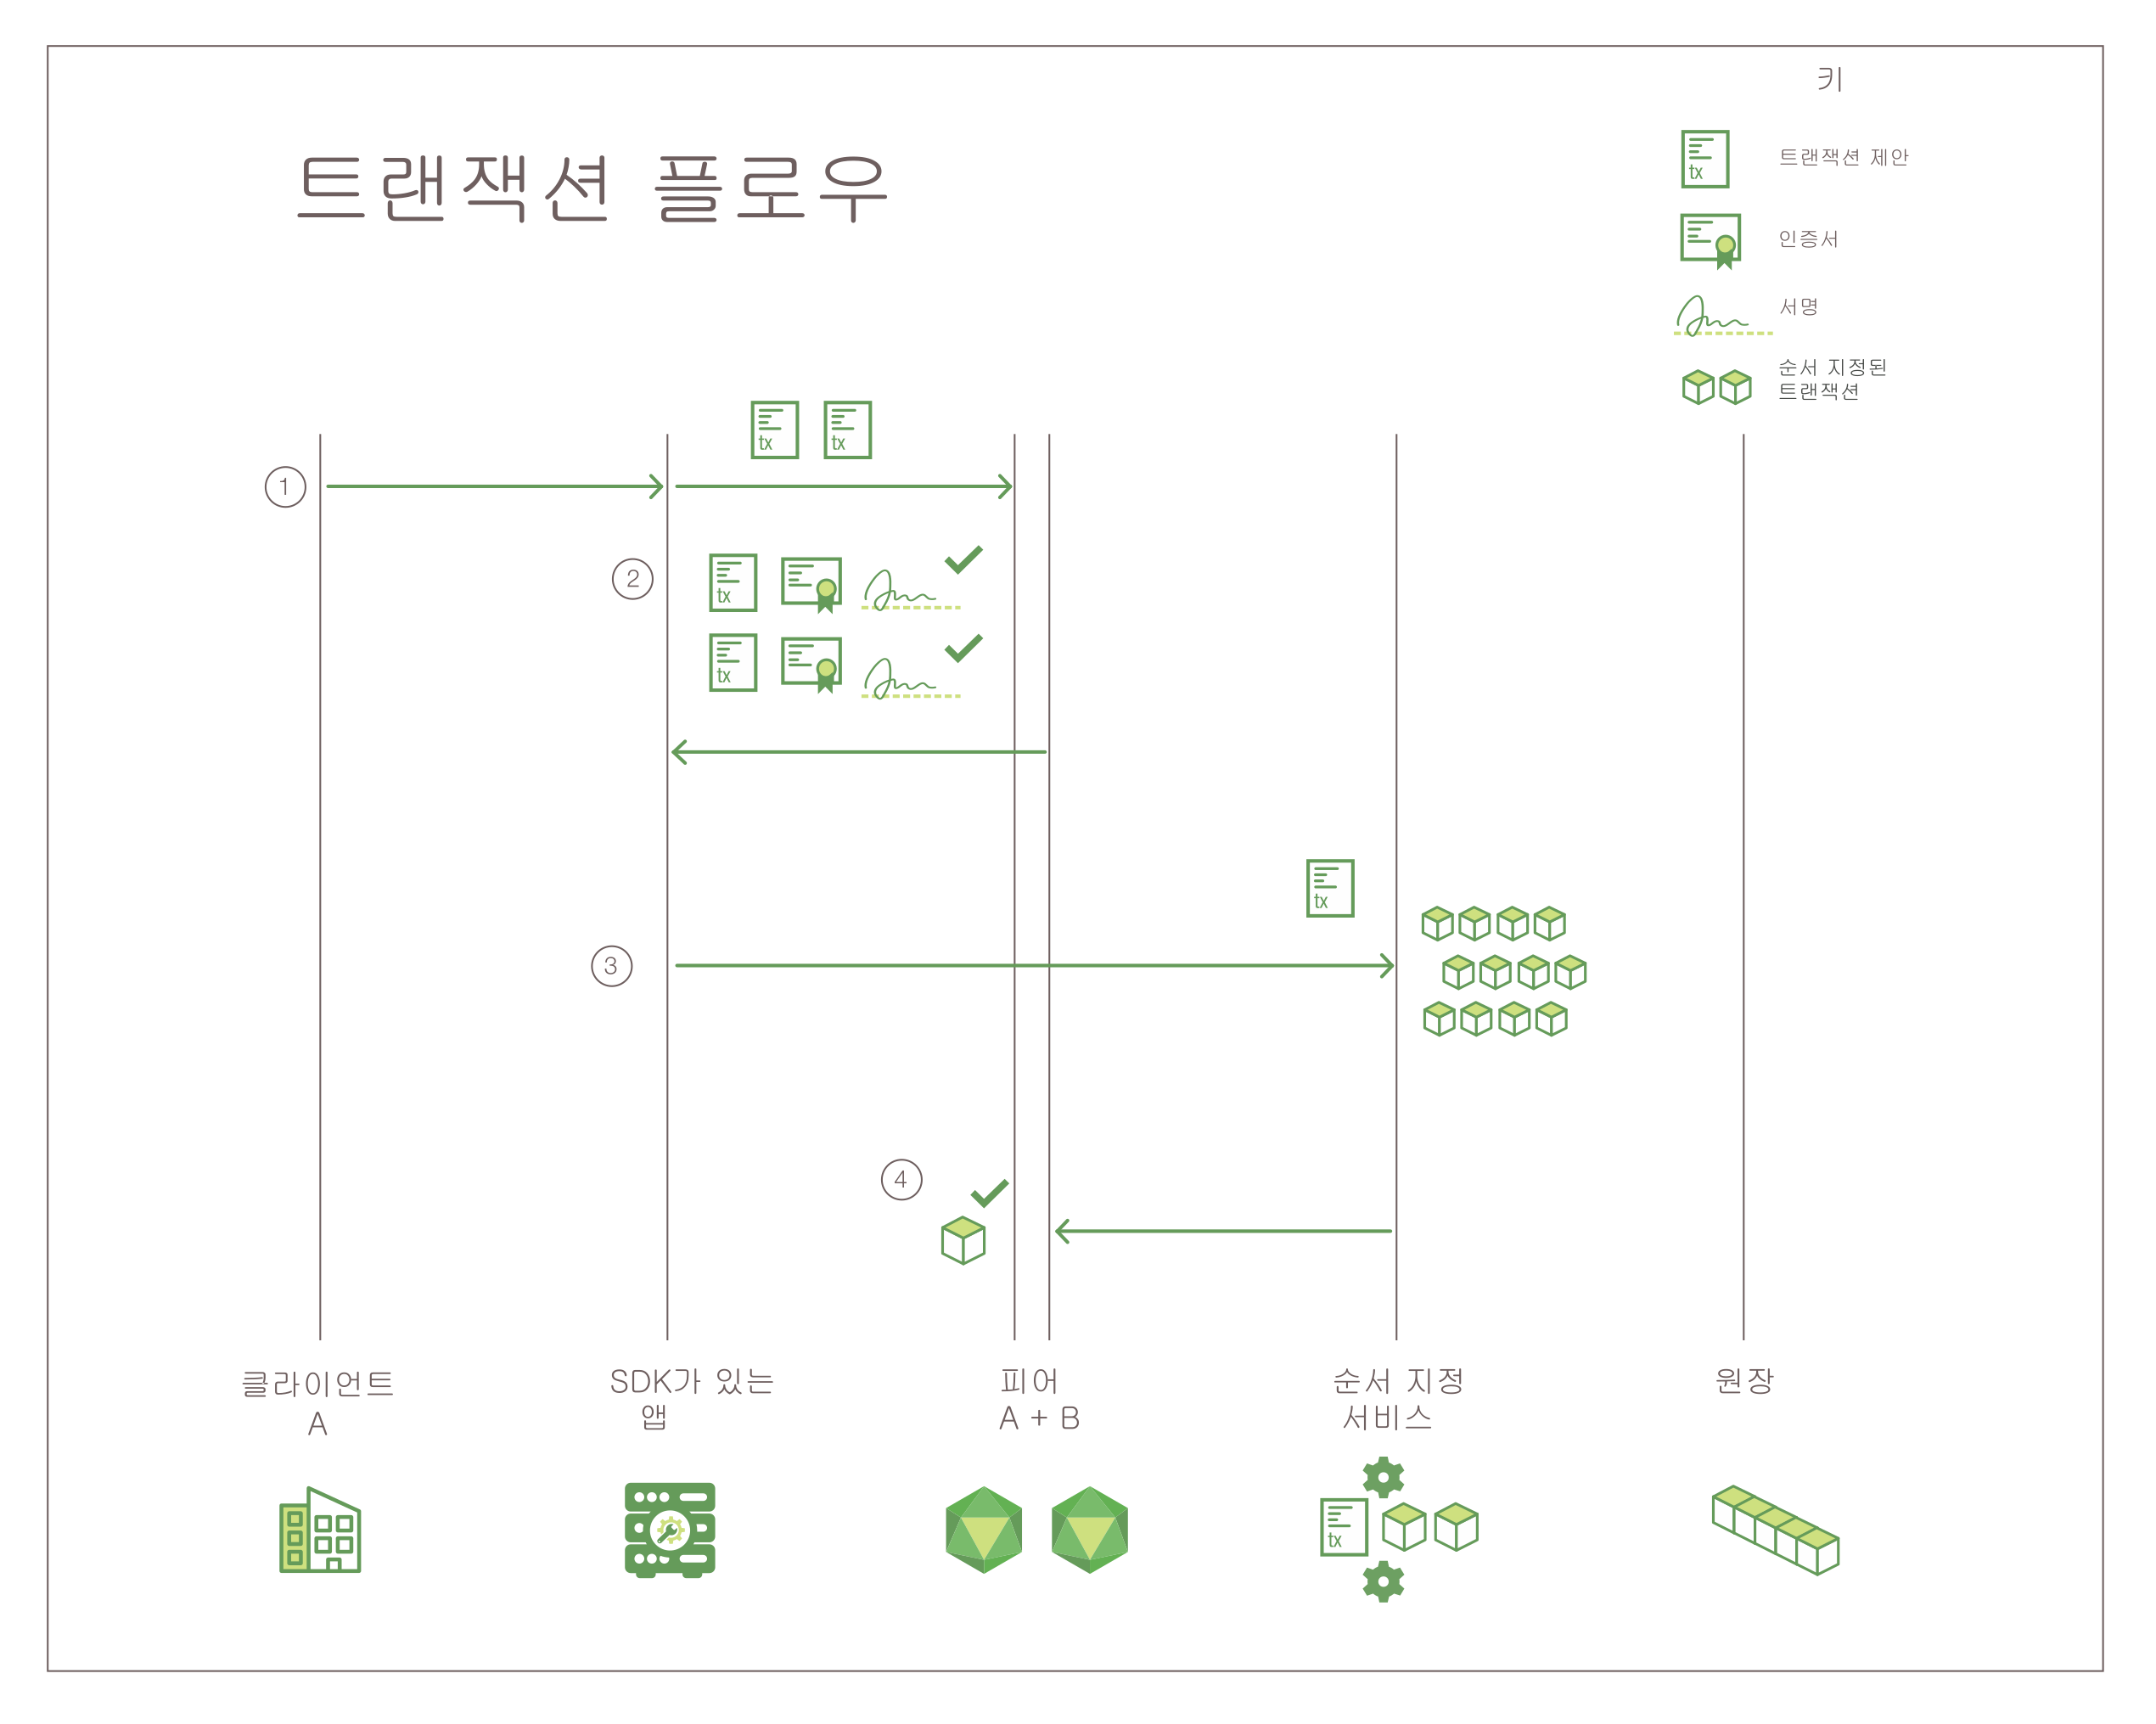 키
트랜잭션 플로우
트랜잭션 제안
tx
인증서
서명
순서 지정된
트랜잭션
tx
tx
1
2
tx
tx
tx
3
4
클라이언트
A
SDK가 있는
앱
피어
A + B
순서 지정
서비스
원장
tx